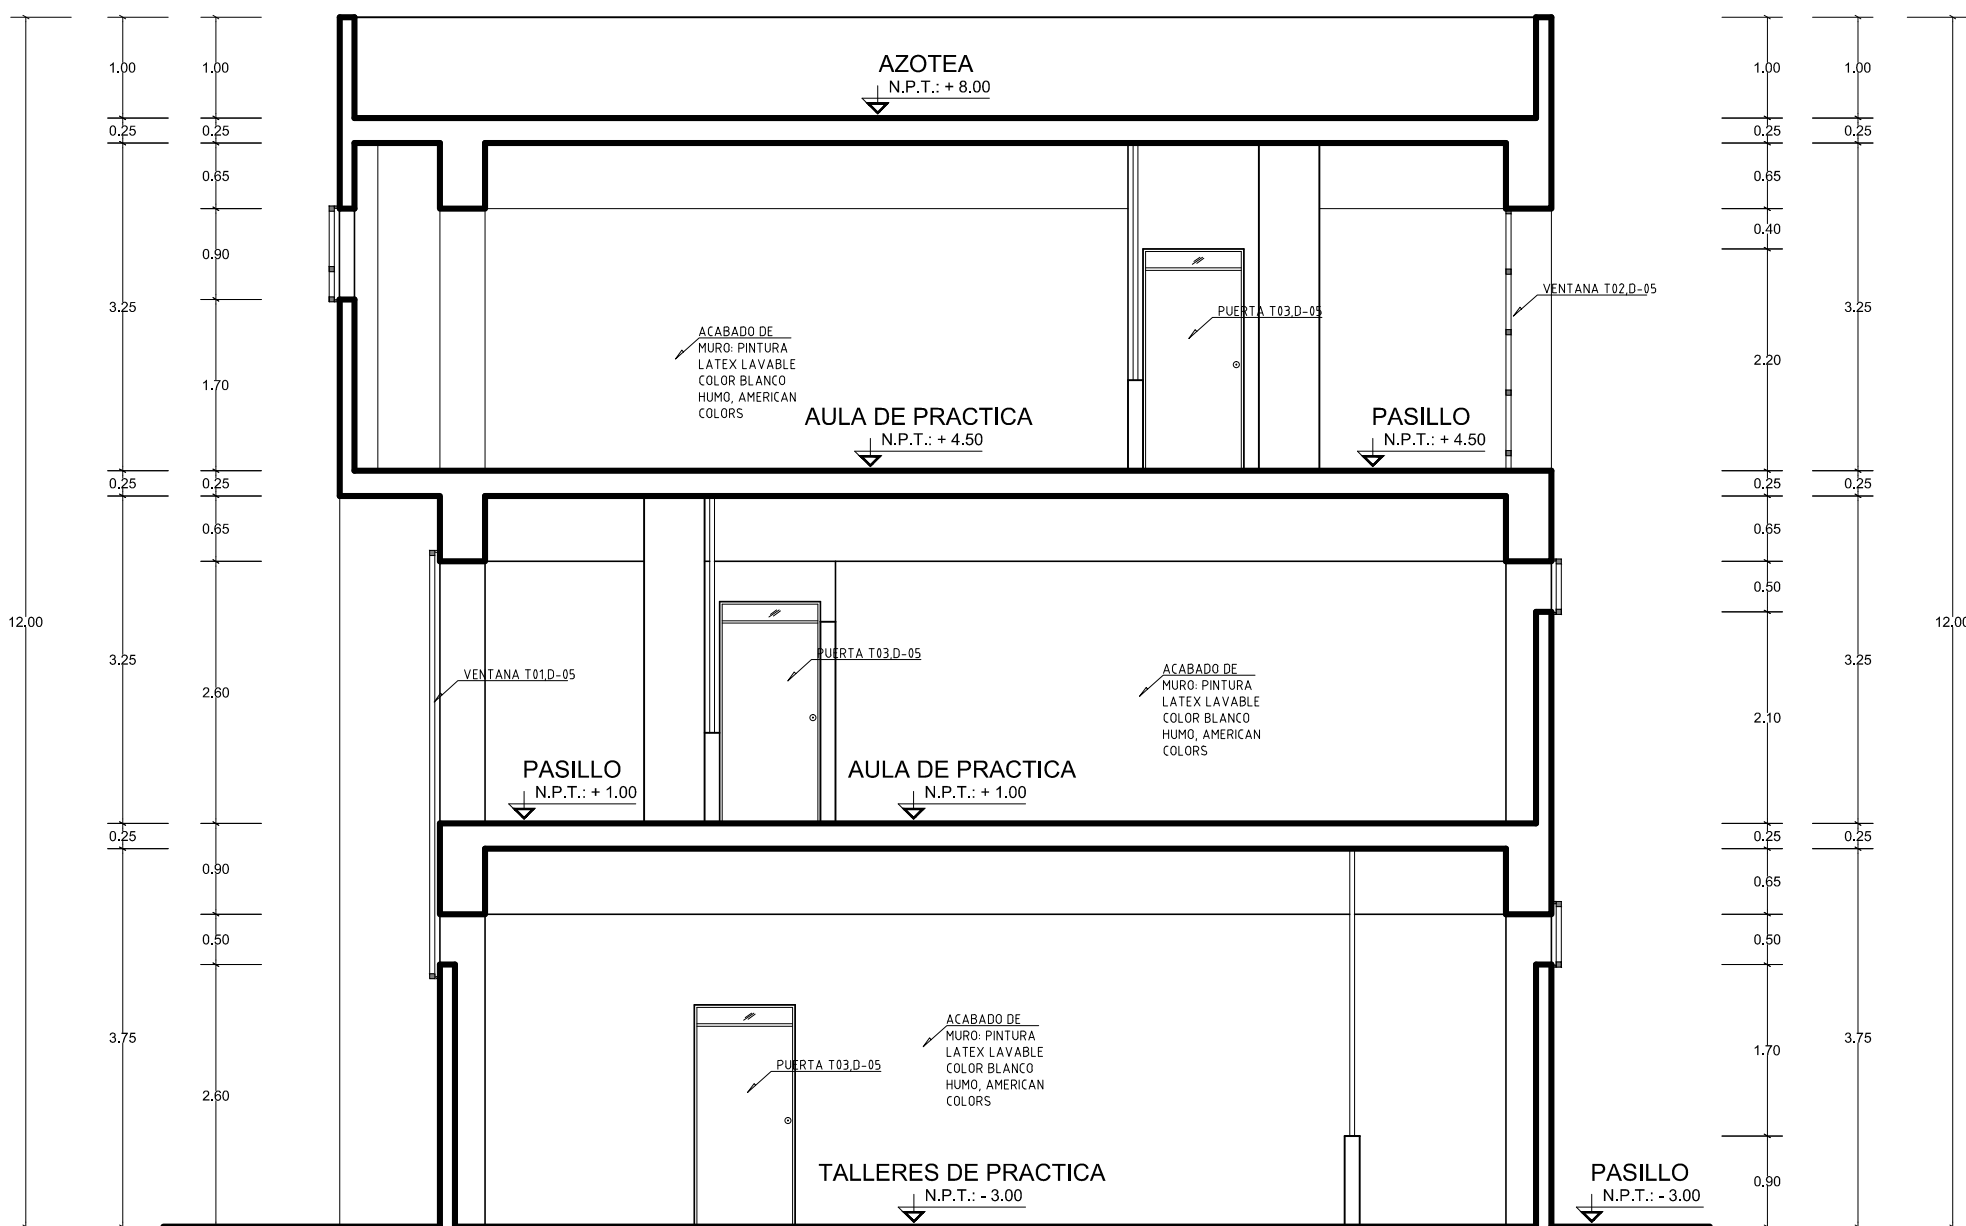 AZOTEA
N.P.T.: + 8.00
1.00
1.00
1.00
1.00
0.25
0.25
0.25
0.25
0.65
0.65
0.90
0.40
3.25
1.70
2.20
3.25
VENTANA T02,D-05
PUERTA T03,D-05
ACABADO DE
MURO: PINTURA
LATEX LAVABLE
COLOR BLANCO
HUMO, AMERICAN
COLORS
AULA DE PRACTICA
N.P.T.: + 4.50
PASILLO
N.P.T.: + 4.50
0.25
0.25
0.25
0.25
0.65
0.65
0.50
12.00
12.00
3.25
2.60
2.10
3.25
VENTANA T01,D-05
PUERTA T03,D-05
ACABADO DE
MURO: PINTURA
LATEX LAVABLE
COLOR BLANCO
HUMO, AMERICAN
COLORS
PASILLO
N.P.T.: + 1.00
AULA DE PRACTICA
N.P.T.: + 1.00
0.25
0.25
0.25
0.90
0.65
0.50
0.50
3.75
2.60
1.70
3.75
0.90
ACABADO DE
MURO: PINTURA
LATEX LAVABLE
COLOR BLANCO
HUMO, AMERICAN
COLORS
PUERTA T03,D-05
TALLERES DE PRACTICA
N.P.T.: - 3.00
PASILLO
N.P.T.: - 3.00